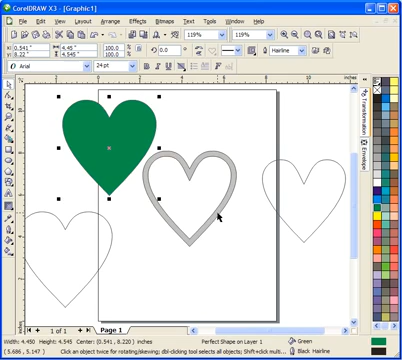 CorelDRAW X3 - [Graphic1]
File Edit View Layout Arrange Effects Bitmaps Text Tools Window Help
119% 119%
x: 0.541 " 4.45 " 100.0
y: 8.22 " 4.545 " 100.0 0.0 Hairline
Arial 24 pt
inches
Transformation
Envelope
1 of 1 Page 1
Width: 4.450 Height: 4.545 Center: (0.541, 8.220) inches Perfect Shape on Layer 1 Green
(5.686, 5.147) Click an object twice for rotating/skewing; dbl-clicking tool selects all objects; Shift+click multi... Black Hairline